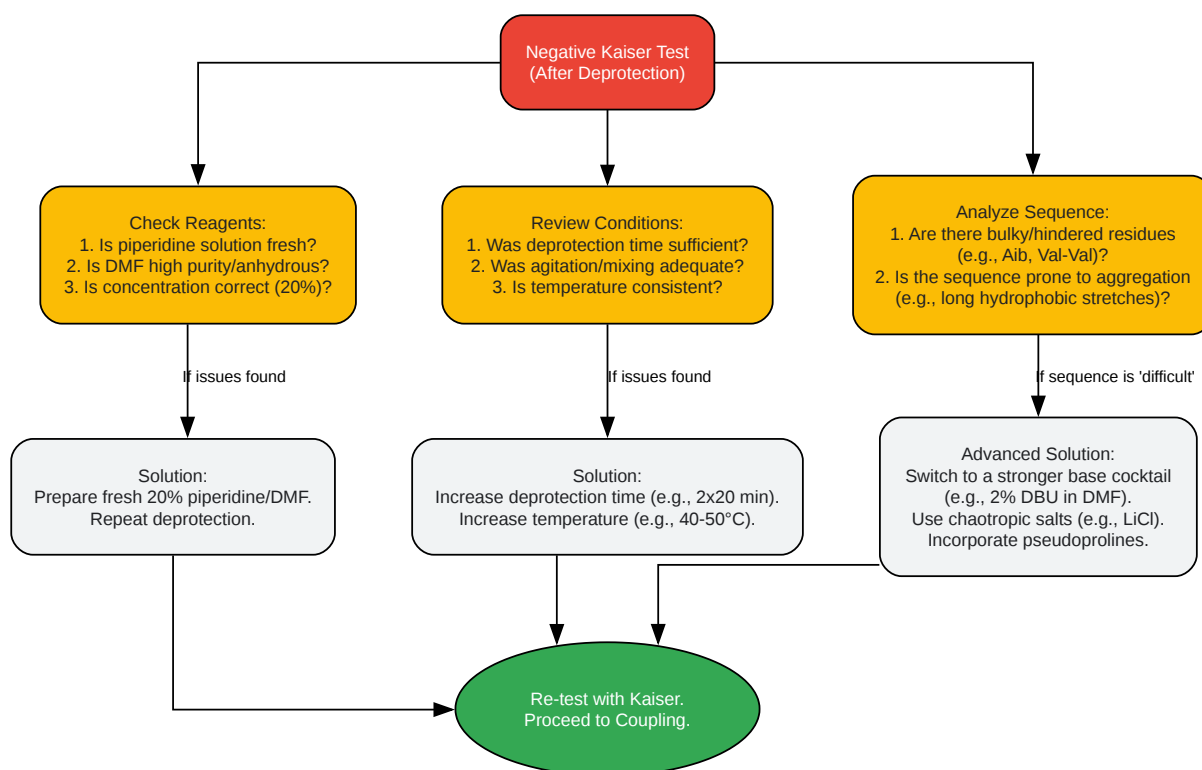 Negative Kaiser Test
(After Deprotection)
Check Reagents:
1. Is piperidine solution fresh?
2. Is DMF high purity/anhydrous?
3. Is concentration correct (20%)?
Review Conditions:
1. Was deprotection time sufficient?
2. Was agitation/mixing adequate?
3. Is temperature consistent?
Analyze Sequence:
1. Are there bulky/hindered residues
(e.g., Aib, Val-Val)?
2. Is the sequence prone to aggregation
(e.g., long hydrophobic stretches)?
If issues found
If issues found
If sequence is 'difficult'
Solution:
Prepare fresh 20% piperidine/DMF.
Repeat deprotection.
Solution:
Increase deprotection time (e.g., 2x20 min).
Increase temperature (e.g., 40-50°C).
Advanced Solution:
Switch to a stronger base cocktail
(e.g., 2% DBU in DMF).
Use chaotropic salts (e.g., LiCl).
Incorporate pseudoprolines.
Re-test with Kaiser.
Proceed to Coupling.